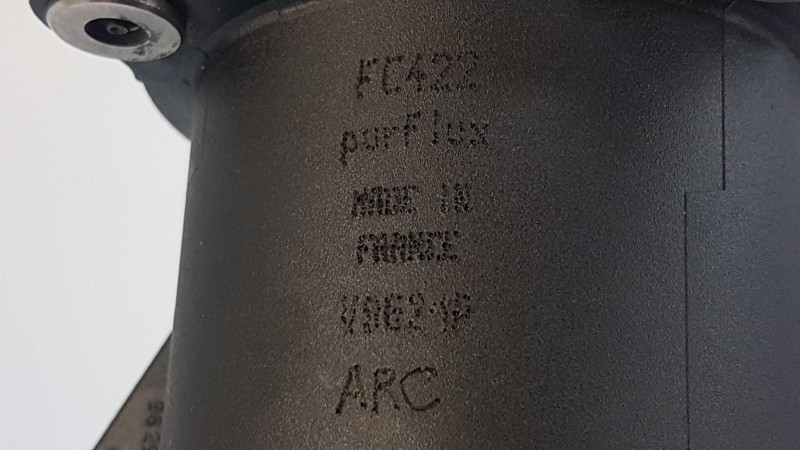 FC422
purFlux
MADE IN
FRANCE
ARC